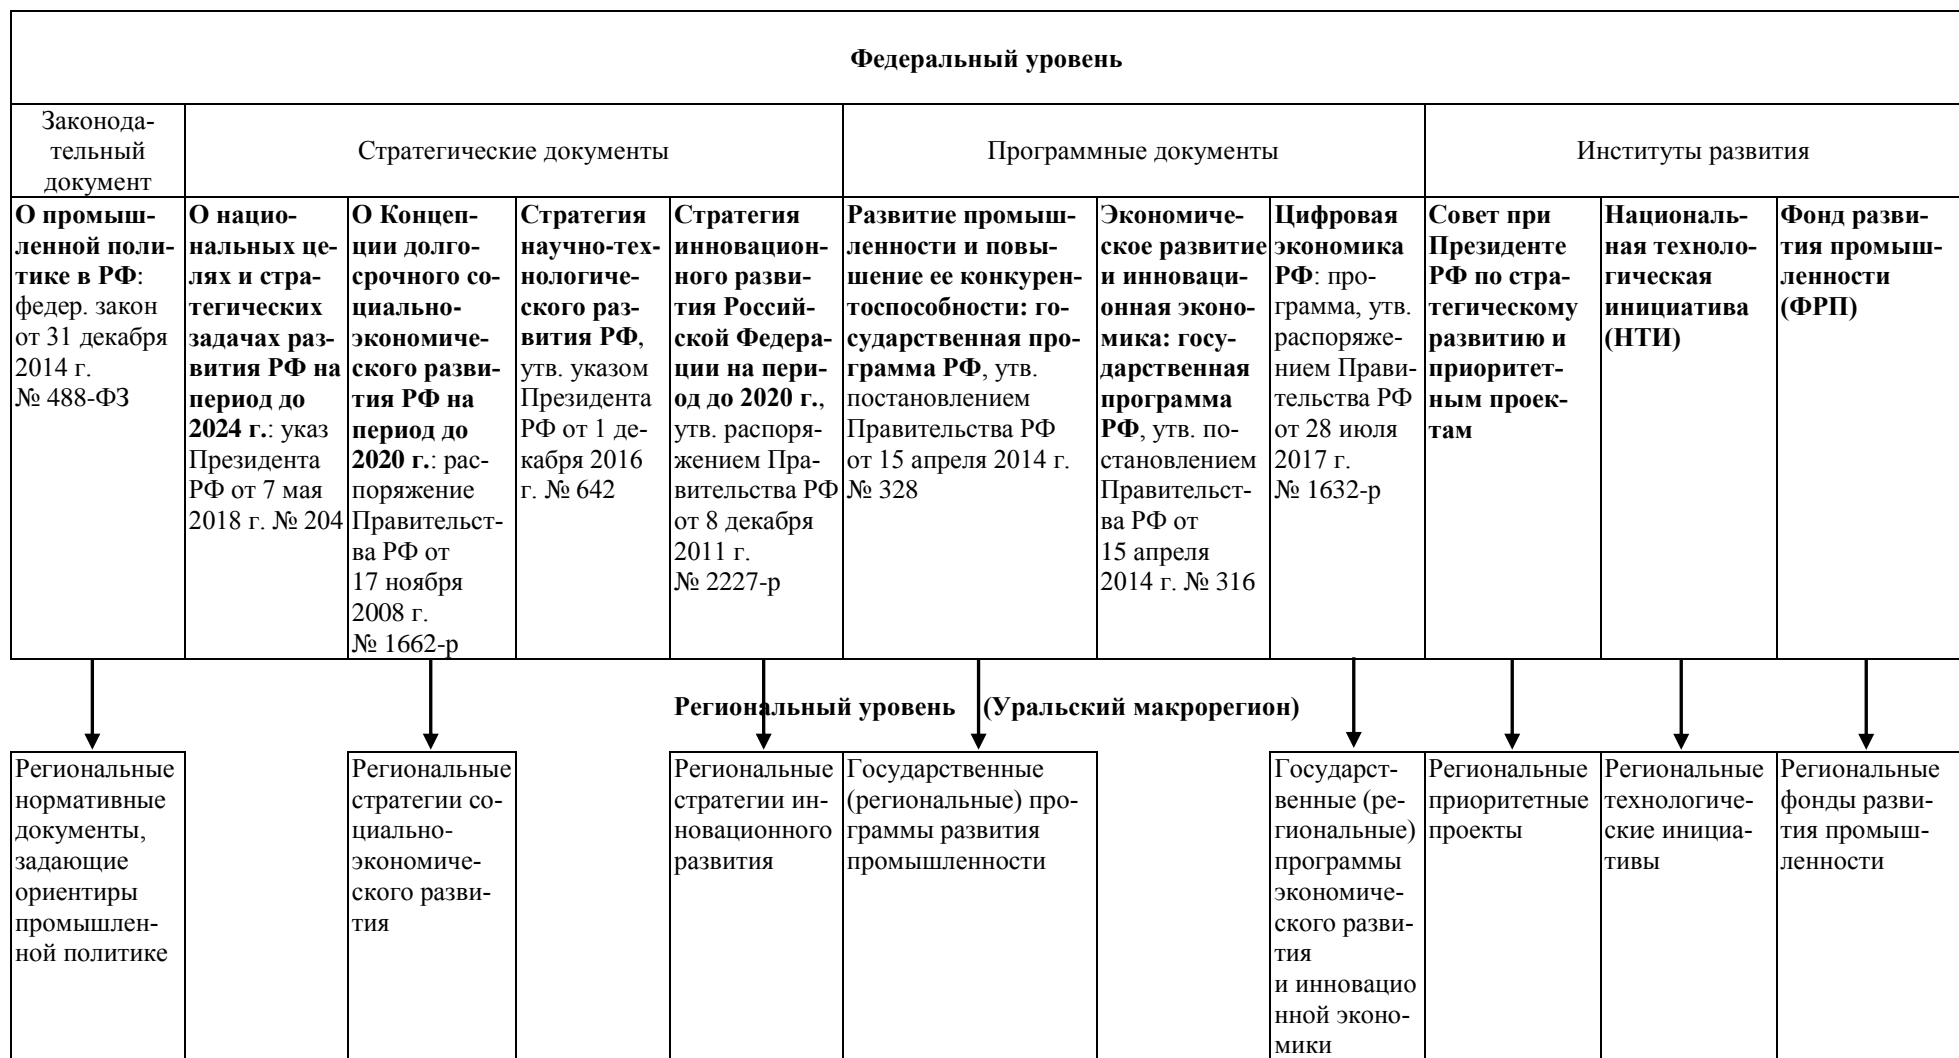 Федеральный уровень
Законода-
тельный
документ
Стратегические документы
Программные документы
Институты развития
О промыш-
ленной поли-
тике в РФ:
федер. закон
от 31 декабря
2014 г.
№ 488-ФЗ
О нацио-
нальных це-
лях и стра-
тегических
задачах раз-
вития РФ на
период до
2024 г.: указ
Президента
РФ от 7 мая
2018 г. № 204
О Концеп-
ции долго-
срочного со-
циально-
экономиче-
ского разви-
тия РФ на
период до
2020 г.: рас-
поряжение
Правительст-
ва РФ от
17 ноября
2008 г.
№ 1662-р
Стратегия
научно-тех-
нологиче-
ского раз-
вития РФ,
утв. указом
Президента
РФ от 1 де-
кабря 2016
г. № 642
Стратегия
инновацион-
ного разви-
тия Россий-
ской Федера-
ции на пери-
од до 2020 г.,
утв. распоря-
жением Пра-
вительства РФ
от 8 декабря
2011 г.
№ 2227-р
Развитие промыш-
ленности и повы-
шение ее конкурен-
тоспособности: го-
сударственная про-
грамма РФ, утв.
постановлением
Правительства РФ
от 15 апреля 2014 г.
№ 328
Экономиче-
ское развитие
и инноваци-
онная эконо-
мика: госу-
дарственная
программа
РФ, утв. по-
становлением
Правительст-
ва РФ от
15 апреля
2014 г. № 316
Цифровая
экономика
РФ: про-
грамма, утв.
распоряже-
нием Прави-
тельства РФ
от 28 июля
2017 г.
№ 1632-р
Совет при
Президенте
РФ по стра-
тегическому
развитию и
приоритет-
ным проек-
там
Националь-
ная техноло-
гическая
инициатива
(НТИ)
Фонд разви-
тия промыш-
ленности
(ФРП)
Региональный уровень (Уральский макрорегион)
Региональные
нормативные
документы,
задающие
ориентиры
промышлен-
ной политике
Региональные
стратегии со-
циально-
экономиче-
ского разви-
тия
Региональные
стратегии ин-
новационного
развития
Государственные
(региональные) про-
граммы развития
промышленности
Государст-
венные (ре-
гиональные)
программы
экономиче-
ского разви-
тия
и инновацио
нной эконо-
мики
Региональные
приоритетные
проекты
Региональные
технологиче-
ские инициа-
тивы
Региональные
фонды разви-
тия промыш-
ленности